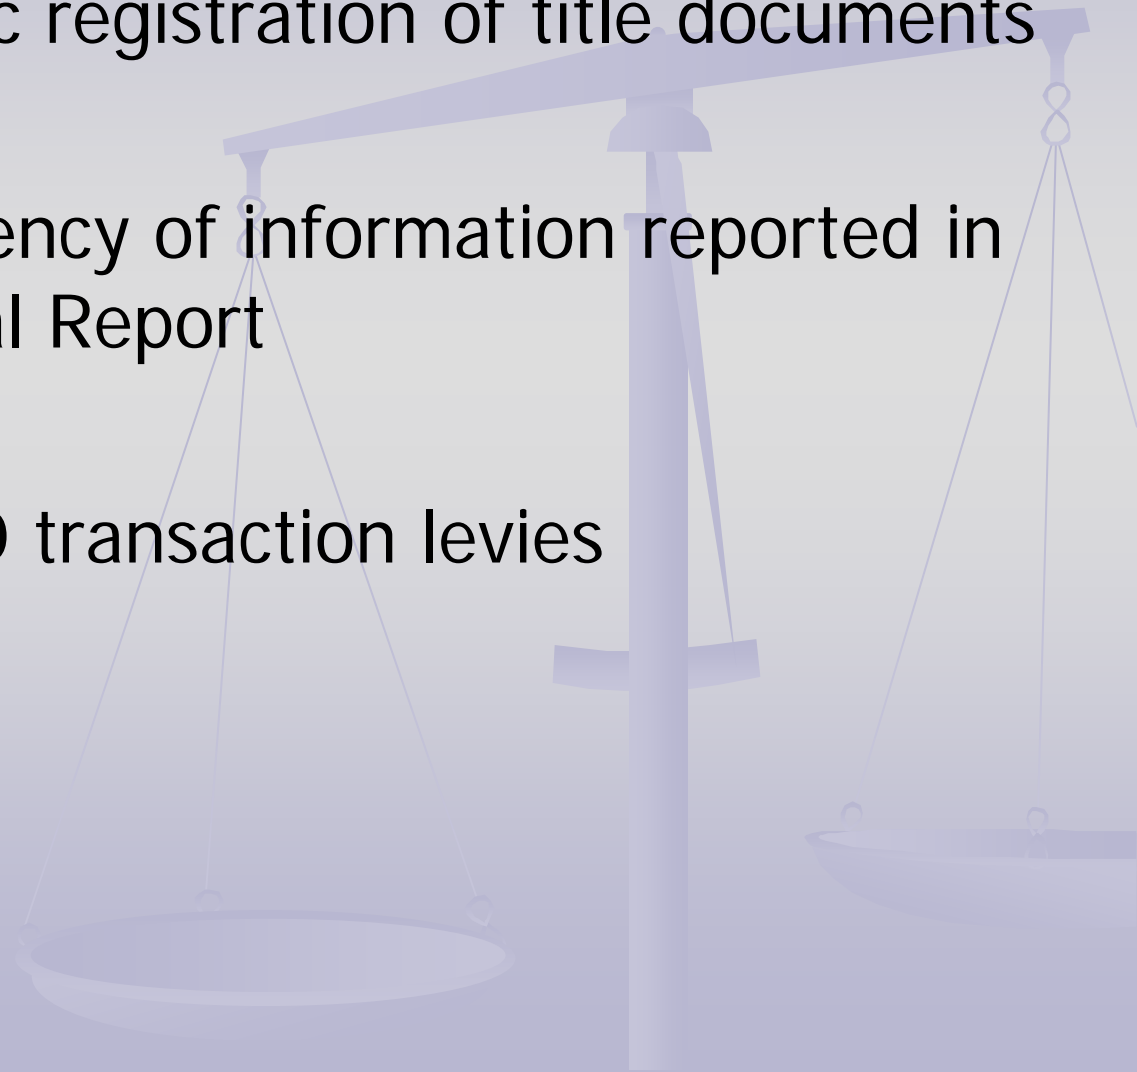 c registration of title documents
ency of information reported in
al Report
transaction levies